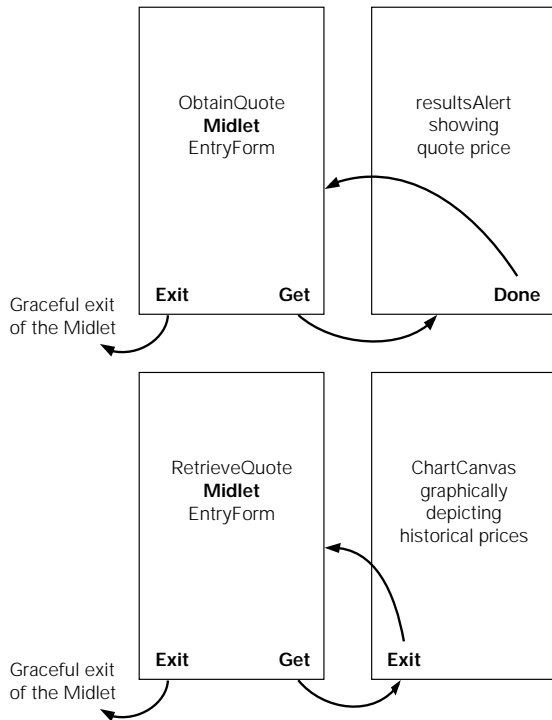 ObtainQuote
Midlet
EntryForm
resultsAlert
showing
quote price
Exit
Get
Done
Graceful exit
of the Midlet
RetrieveQuote
Midlet
EntryForm
ChartCanvas
graphically
depicting
historical prices
Exit
Get
Exit
Graceful exit
of the Midlet